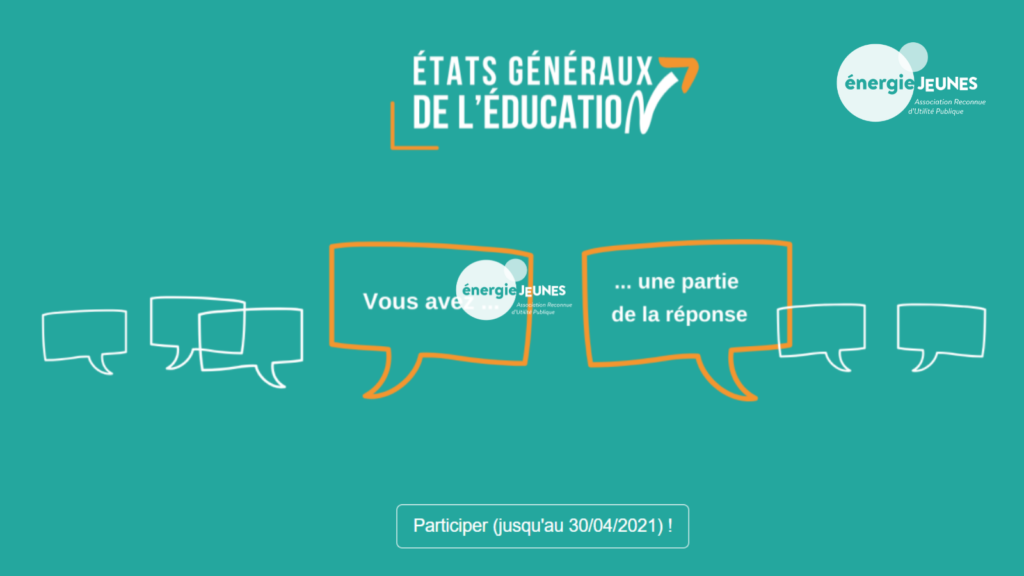 ÉTATS GÉNÉRAUX
DE L'ÉDUCATION
énergie JEUNES
Association Reconnue
d'Utilité Publique
Vous avez ...
énergie JEUNES
Association Reconnue
d'Utilité Publique
... une partie
de la réponse
Participer (jusqu'au 30/04/2021) !